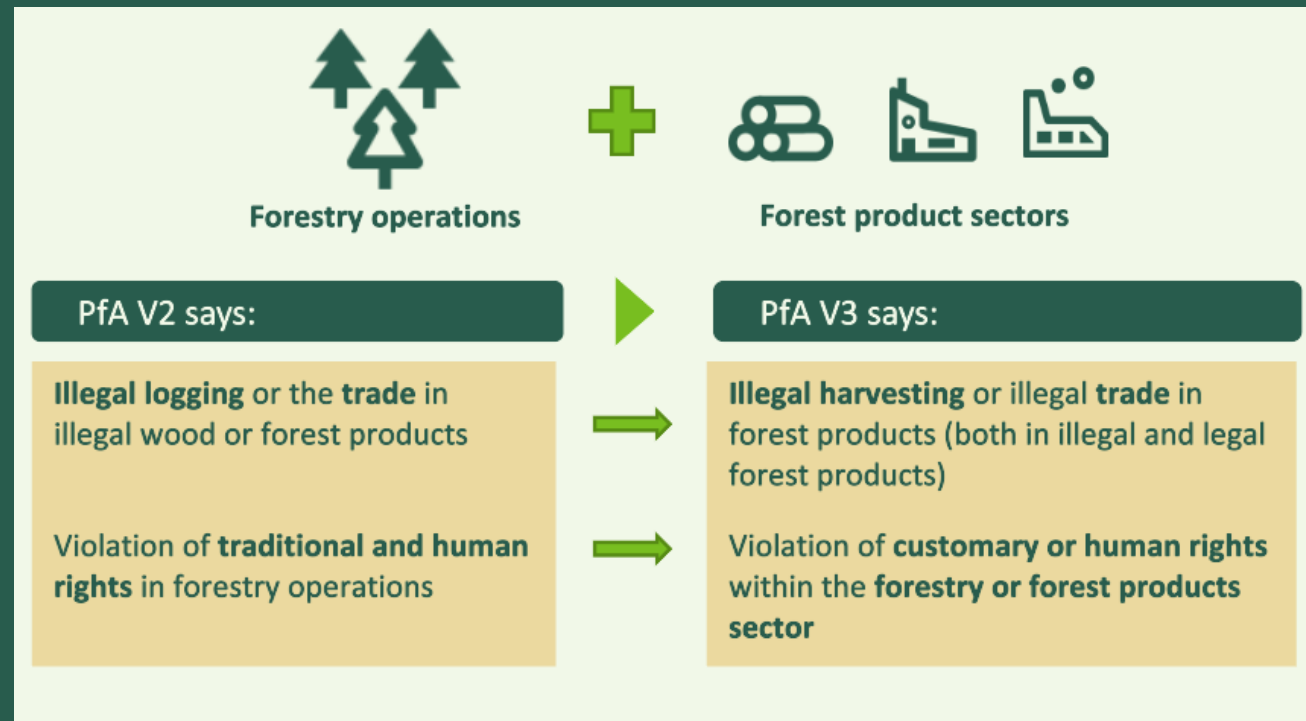 Forestry operations
Forest product sectors
PfA V2 says:
PfA V3 says:
Illegal logging or the trade in
illegal wood or forest products
Illegal harvesting or illegal trade in
forest products (both in illegal and legal
forest products)
Violation of traditional and human
rights in forestry operations
Violation of customary or human rights
within the forestry or forest products
sector